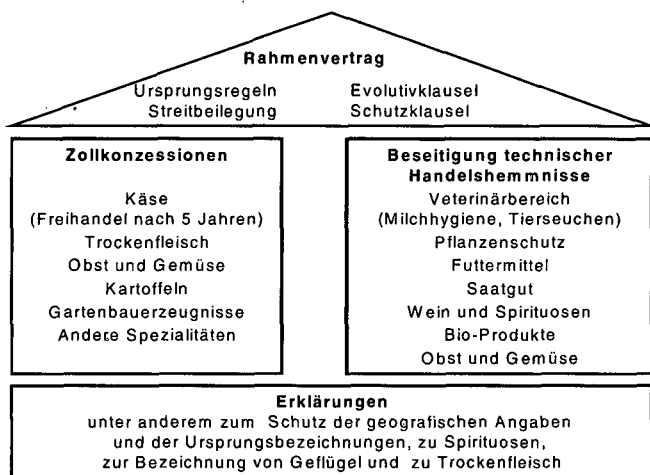 Rahmenvertrag
Ursprungsregeln Evolutivklausel
Streitbeilegung Schutzklausel
Zollkonzessionen
Käse
(Freihandel nach 5 Jahren)
Trockenfleisch
Obst und Gemüse
Kartoffeln
Gartenbauerzeugnisse
Andere Spezialitäten
Beseitigung technischer
Handelshemmnisse
Veterinärbereich
(Milchhygiene, Tierseuchen)
Pflanzenschutz
Futtermittel
Saatgut
Wein und Spirituosen
Bio-Produkte
Obst und Gemüse
Erklärungen
unter anderem zum Schutz der geografischen Angaben
und der Ursprungsbezeichnungen, zu Spirituosen,
zur Bezeichnung von Geflügel und zu Trockenfleisch